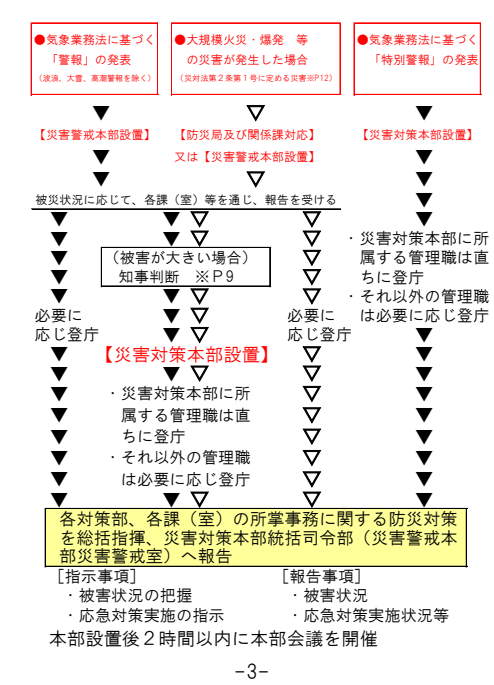 ●気象業務法に基づく
「警報」の発表
(波浪、大雪、高潮警報を除く)
●大規模火災・爆発 等
の災害が発生した場合
(災対法第2条第1号に定める災害※P12)
●気象業務法に基づく
「特別警報」の発表
▼ ▽ ▼
【災害警戒本部設置】
【防災局及び関係課対応】
又は【災害警戒本部設置】
【災害対策本部設置】
被災状況に応じて、各課(室)等を通じ、報告を受ける
(被害が大きい場合)
知事判断 ※P9
・災害対策本部に所
属する管理職は直
ちに登庁
・それ以外の管理職
は必要に応じ登庁
必要に
応じ登庁
必要に
応じ登庁
【災害対策本部設置】
・災害対策本部に所
属する管理職は直
ちに登庁
・それ以外の管理職
は必要に応じ登庁
各対策部、各課(室)の所掌事務に関する防災対策
を総括指揮、災害対策本部統括司令部(災害警戒本
部災害警戒室)へ報告
[指示事項]
・被害状況の把握
・応急対策実施の指示
[報告事項]
・被害状況
・応急対策実施状況等
本部設置後2時間以内に本部会議を開催
-3-